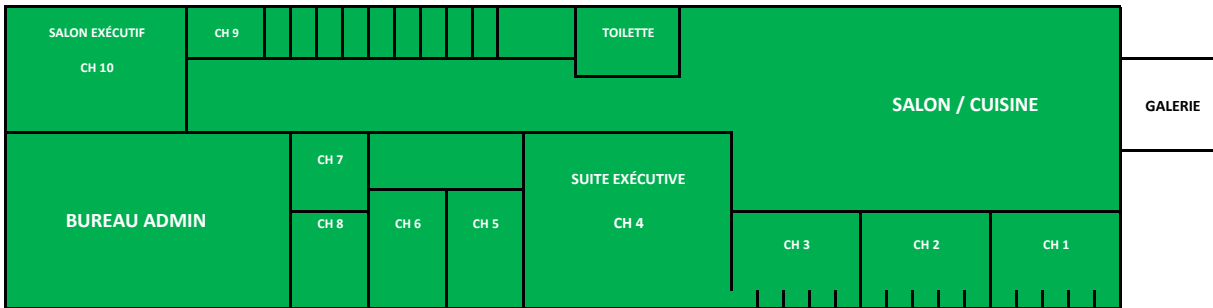 SALON EXÉCUTIF
CH 10
CH 9
TOILETTE
SALON / CUISINE
GALERIE
BUREAU ADMIN
CH 7
CH 8
CH 6
CH 5
SUITE EXÉCUTIVE
CH 4
CH 3
CH 2
CH 1